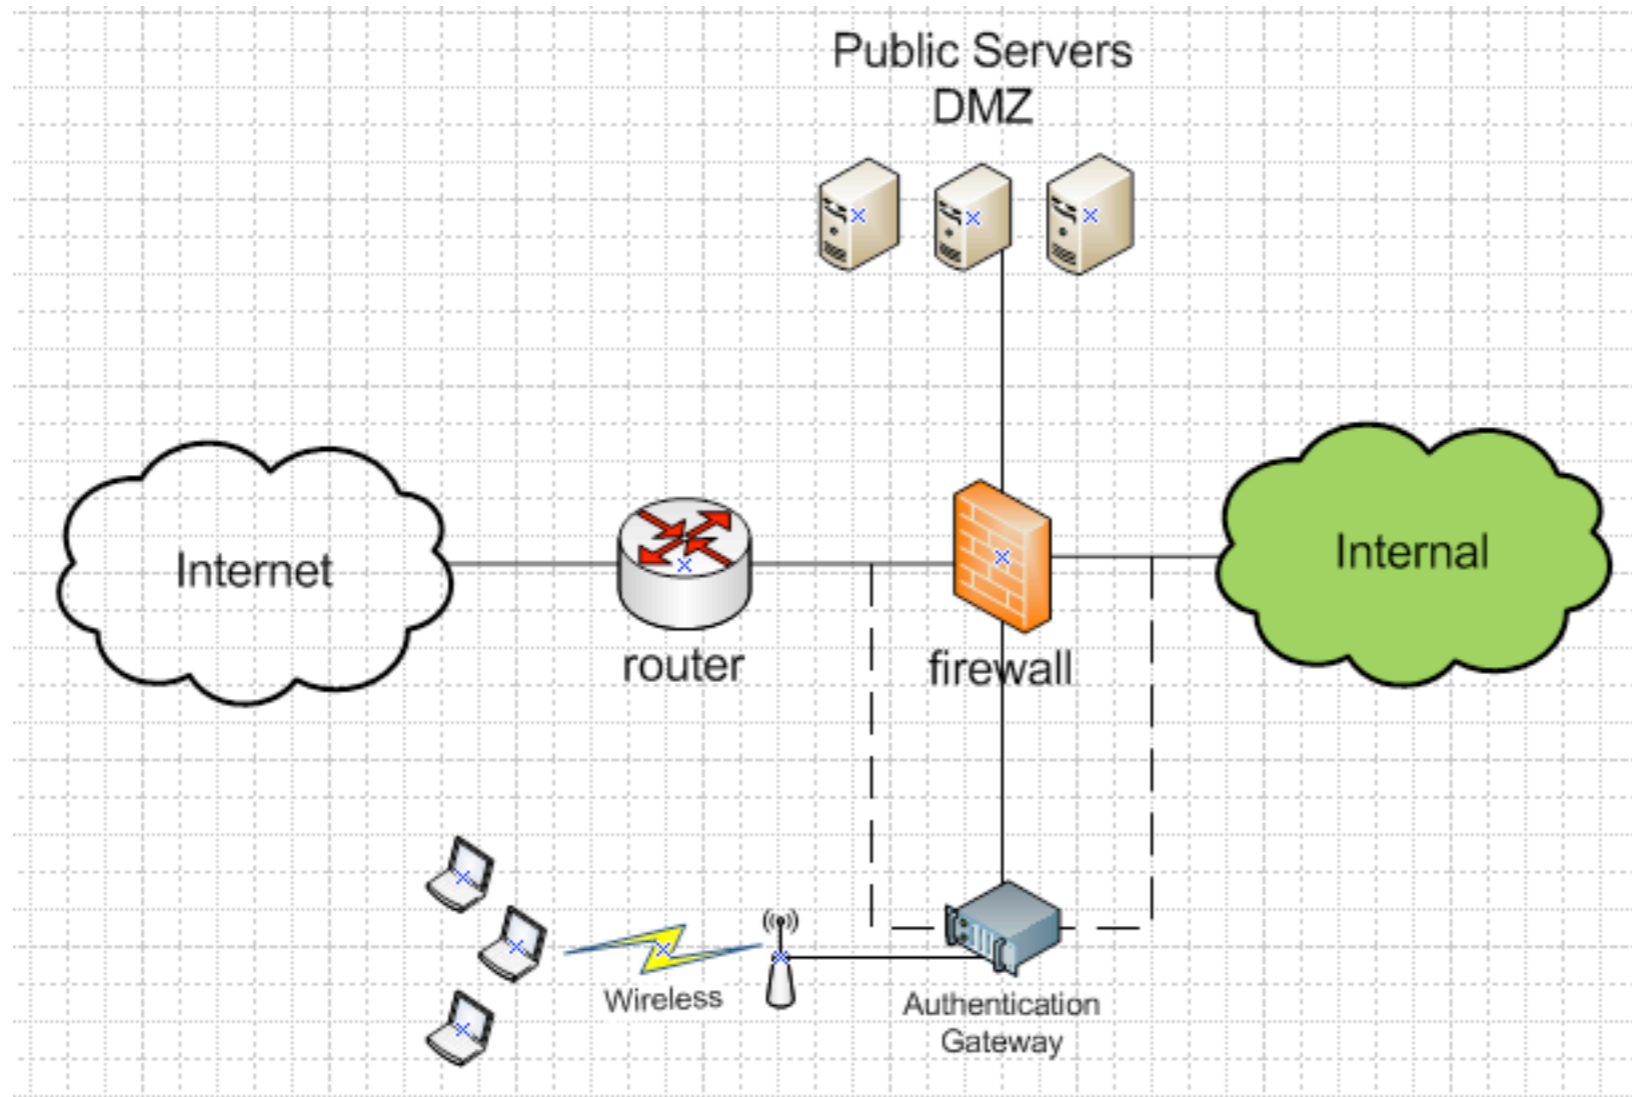 Public Servers
DMZ
Internet
Internal
router
firewall
Wireless
Authentication
Gateway